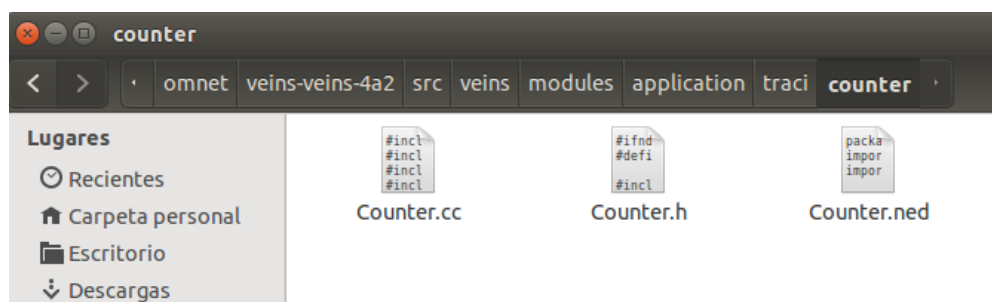 counter
omnet veins-veins-4a2 src veins modules application traci counter
Lugares
Recientes
Carpeta personal
Escritorio
Descargas
#incl
#incl
#incl
#incl
Counter.cc
#ifnd
#defi
#incl
Counter.h
packa
impor
impor
Counter.ned